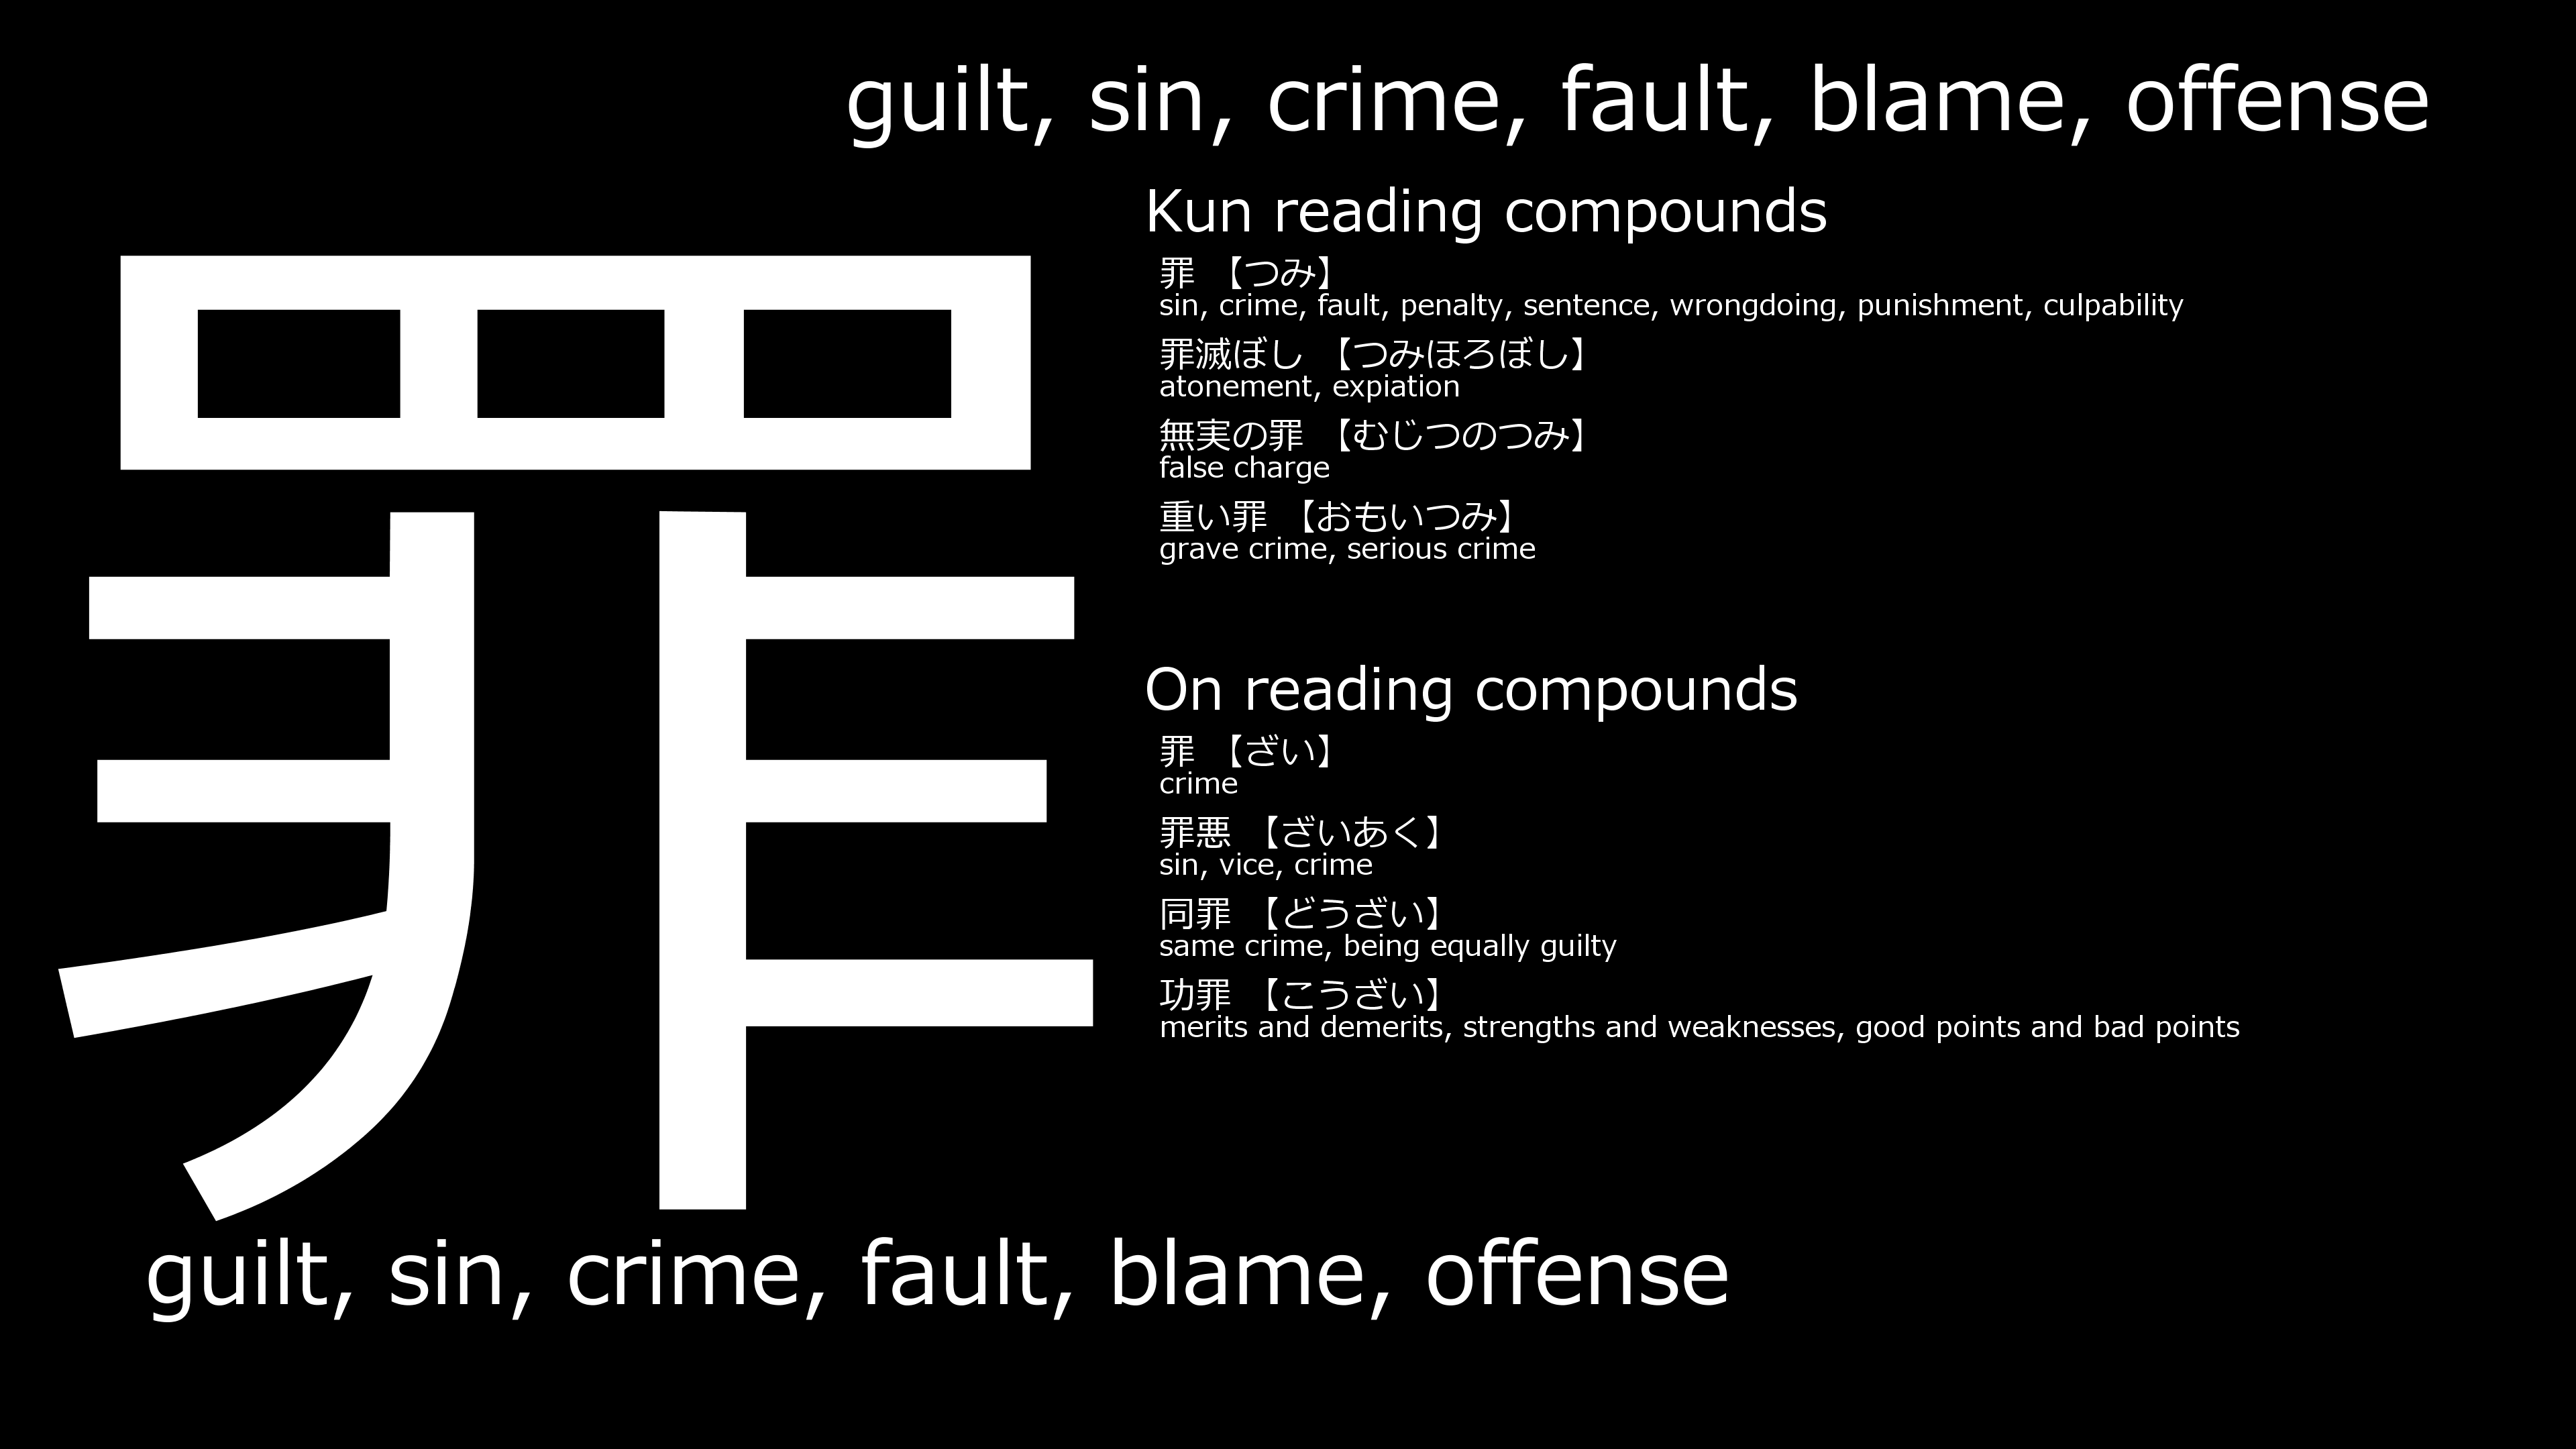 guilt, sin, crime, fault, blame, offense
罪
Kun reading compounds
罪 【つみ】
sin, crime, fault, penalty, sentence, wrongdoing, punishment, culpability
罪滅ぼし 【つみほろぼし】
atonement, expiation
無実の罪 【むじつのつみ】
false charge
重い罪 【おもいつみ】
grave crime, serious crime
On reading compounds
罪 【ざい】
crime
罪悪 【ざいあく】
sin, vice, crime
同罪 【どうざい】
same crime, being equally guilty
功罪 【こうざい】
merits and demerits, strengths and weaknesses, good points and bad points
guilt, sin, crime, fault, blame, offense